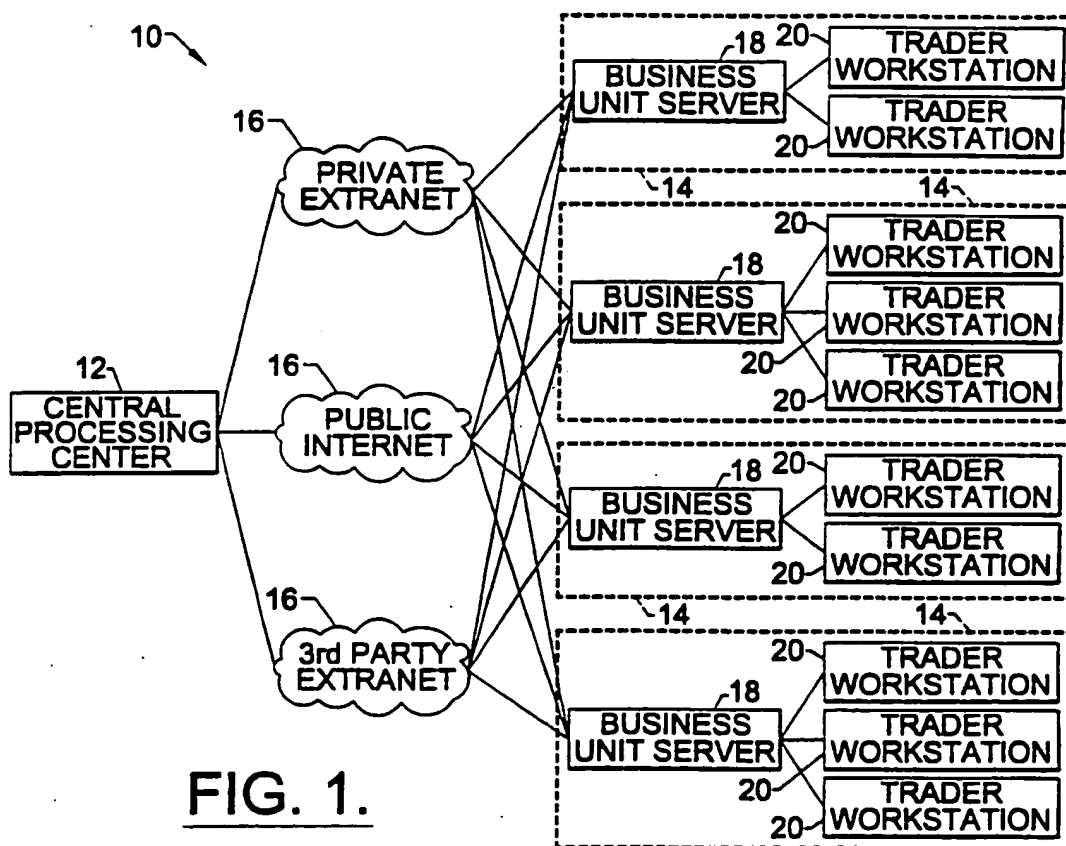 10
16
PRIVATE
EXTRANET
12
CENTRAL
PROCESSING
CENTER
16
PUBLIC
INTERNET
16
3rd PARTY
EXTRANET
18
BUSINESS
UNIT SERVER
20
TRADER
WORKSTATION
TRADER
WORKSTATION
20
14
14
18
BUSINESS
UNIT SERVER
20
TRADER
WORKSTATION
TRADER
WORKSTATION
20
TRADER
WORKSTATION
20
18
BUSINESS
UNIT SERVER
20
TRADER
WORKSTATION
TRADER
WORKSTATION
20
14
14
18
BUSINESS
UNIT SERVER
20
TRADER
WORKSTATION
TRADER
WORKSTATION
20
TRADER
WORKSTATION
20
FIG. 1.